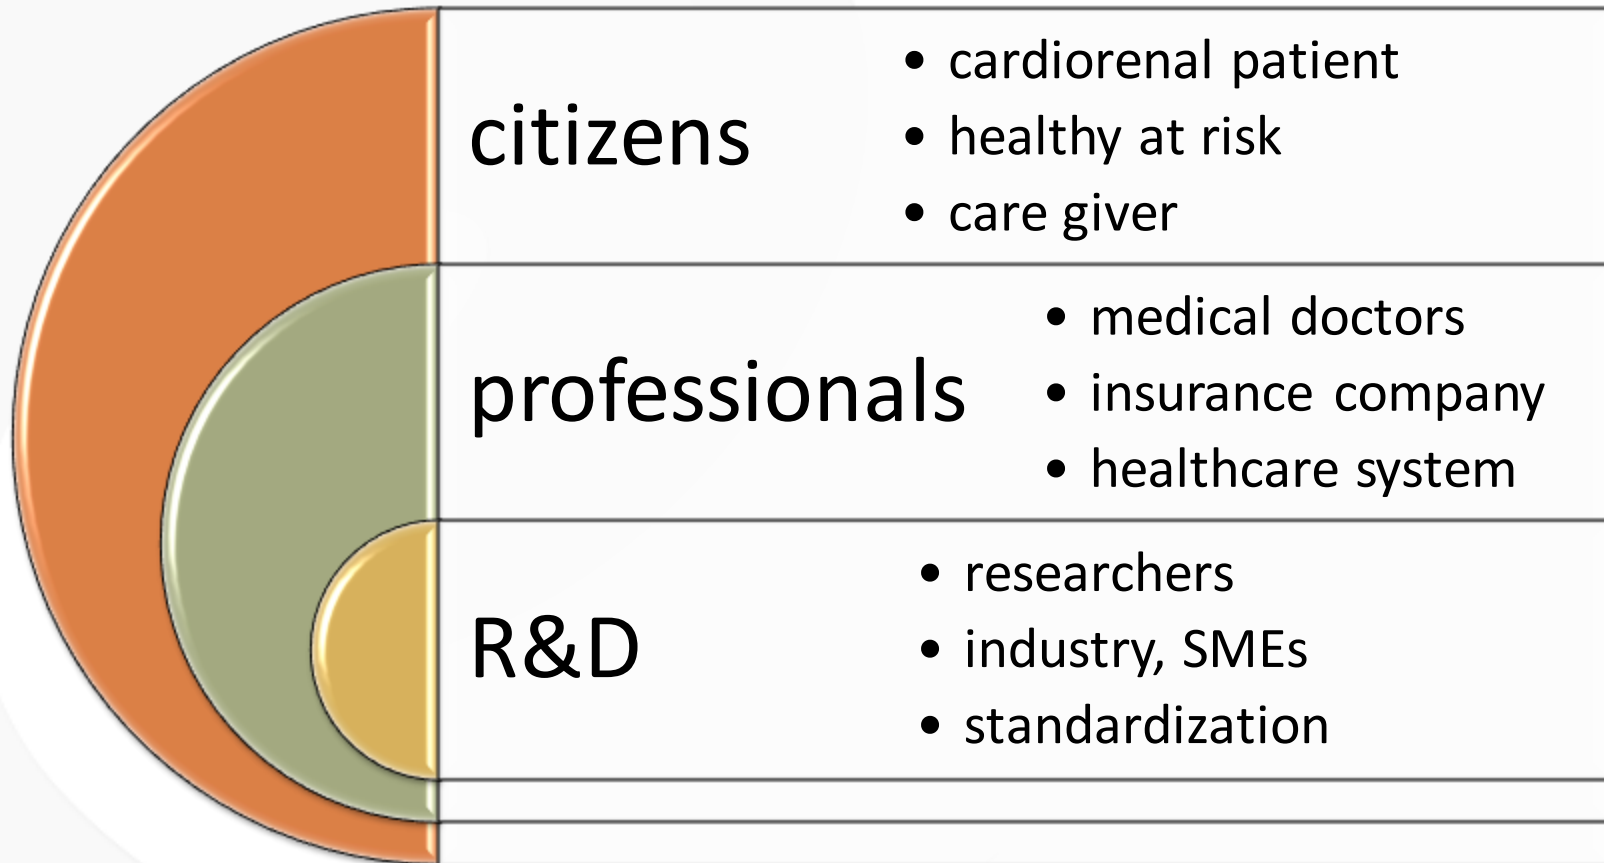 citizens
• cardiorenal patient
• healthy at risk
• care giver
professionals
• medical doctors
• insurance company
• healthcare system
R&D
• researchers
• industry, SMEs
• standardization